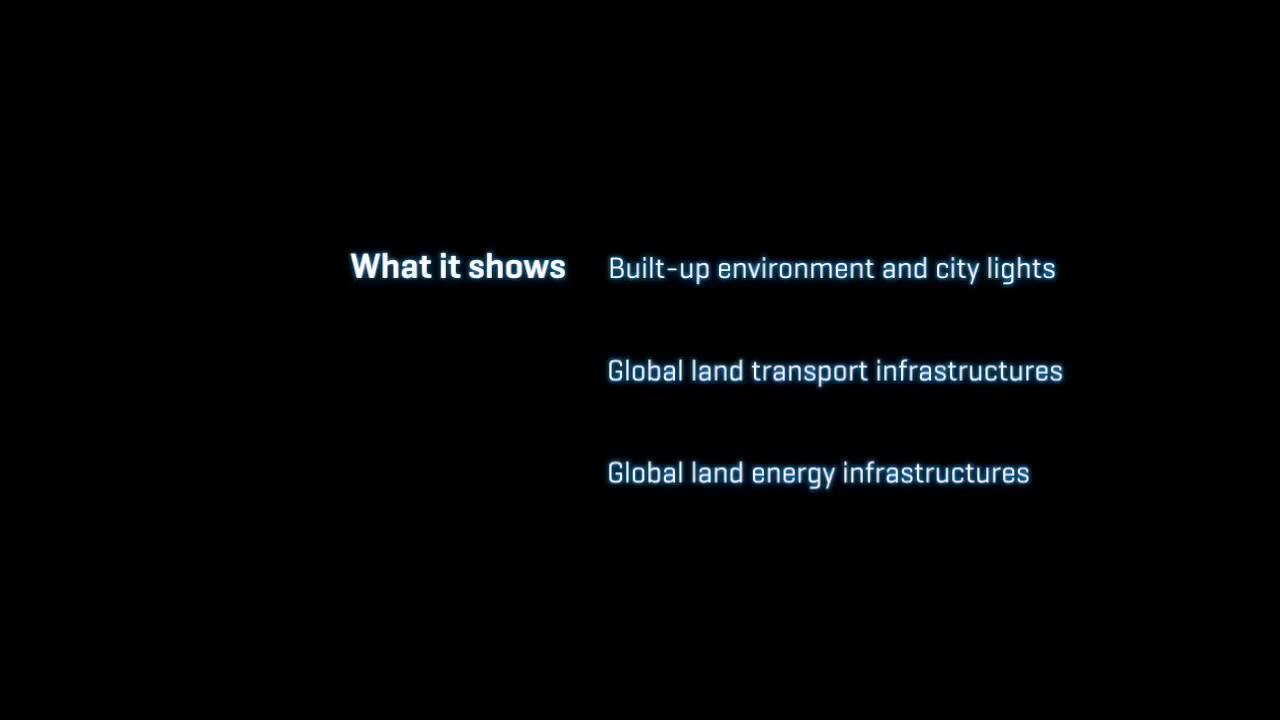 What it shows Built-up environment and city lights
Global land transport infrastructures
Global land energy infrastructures